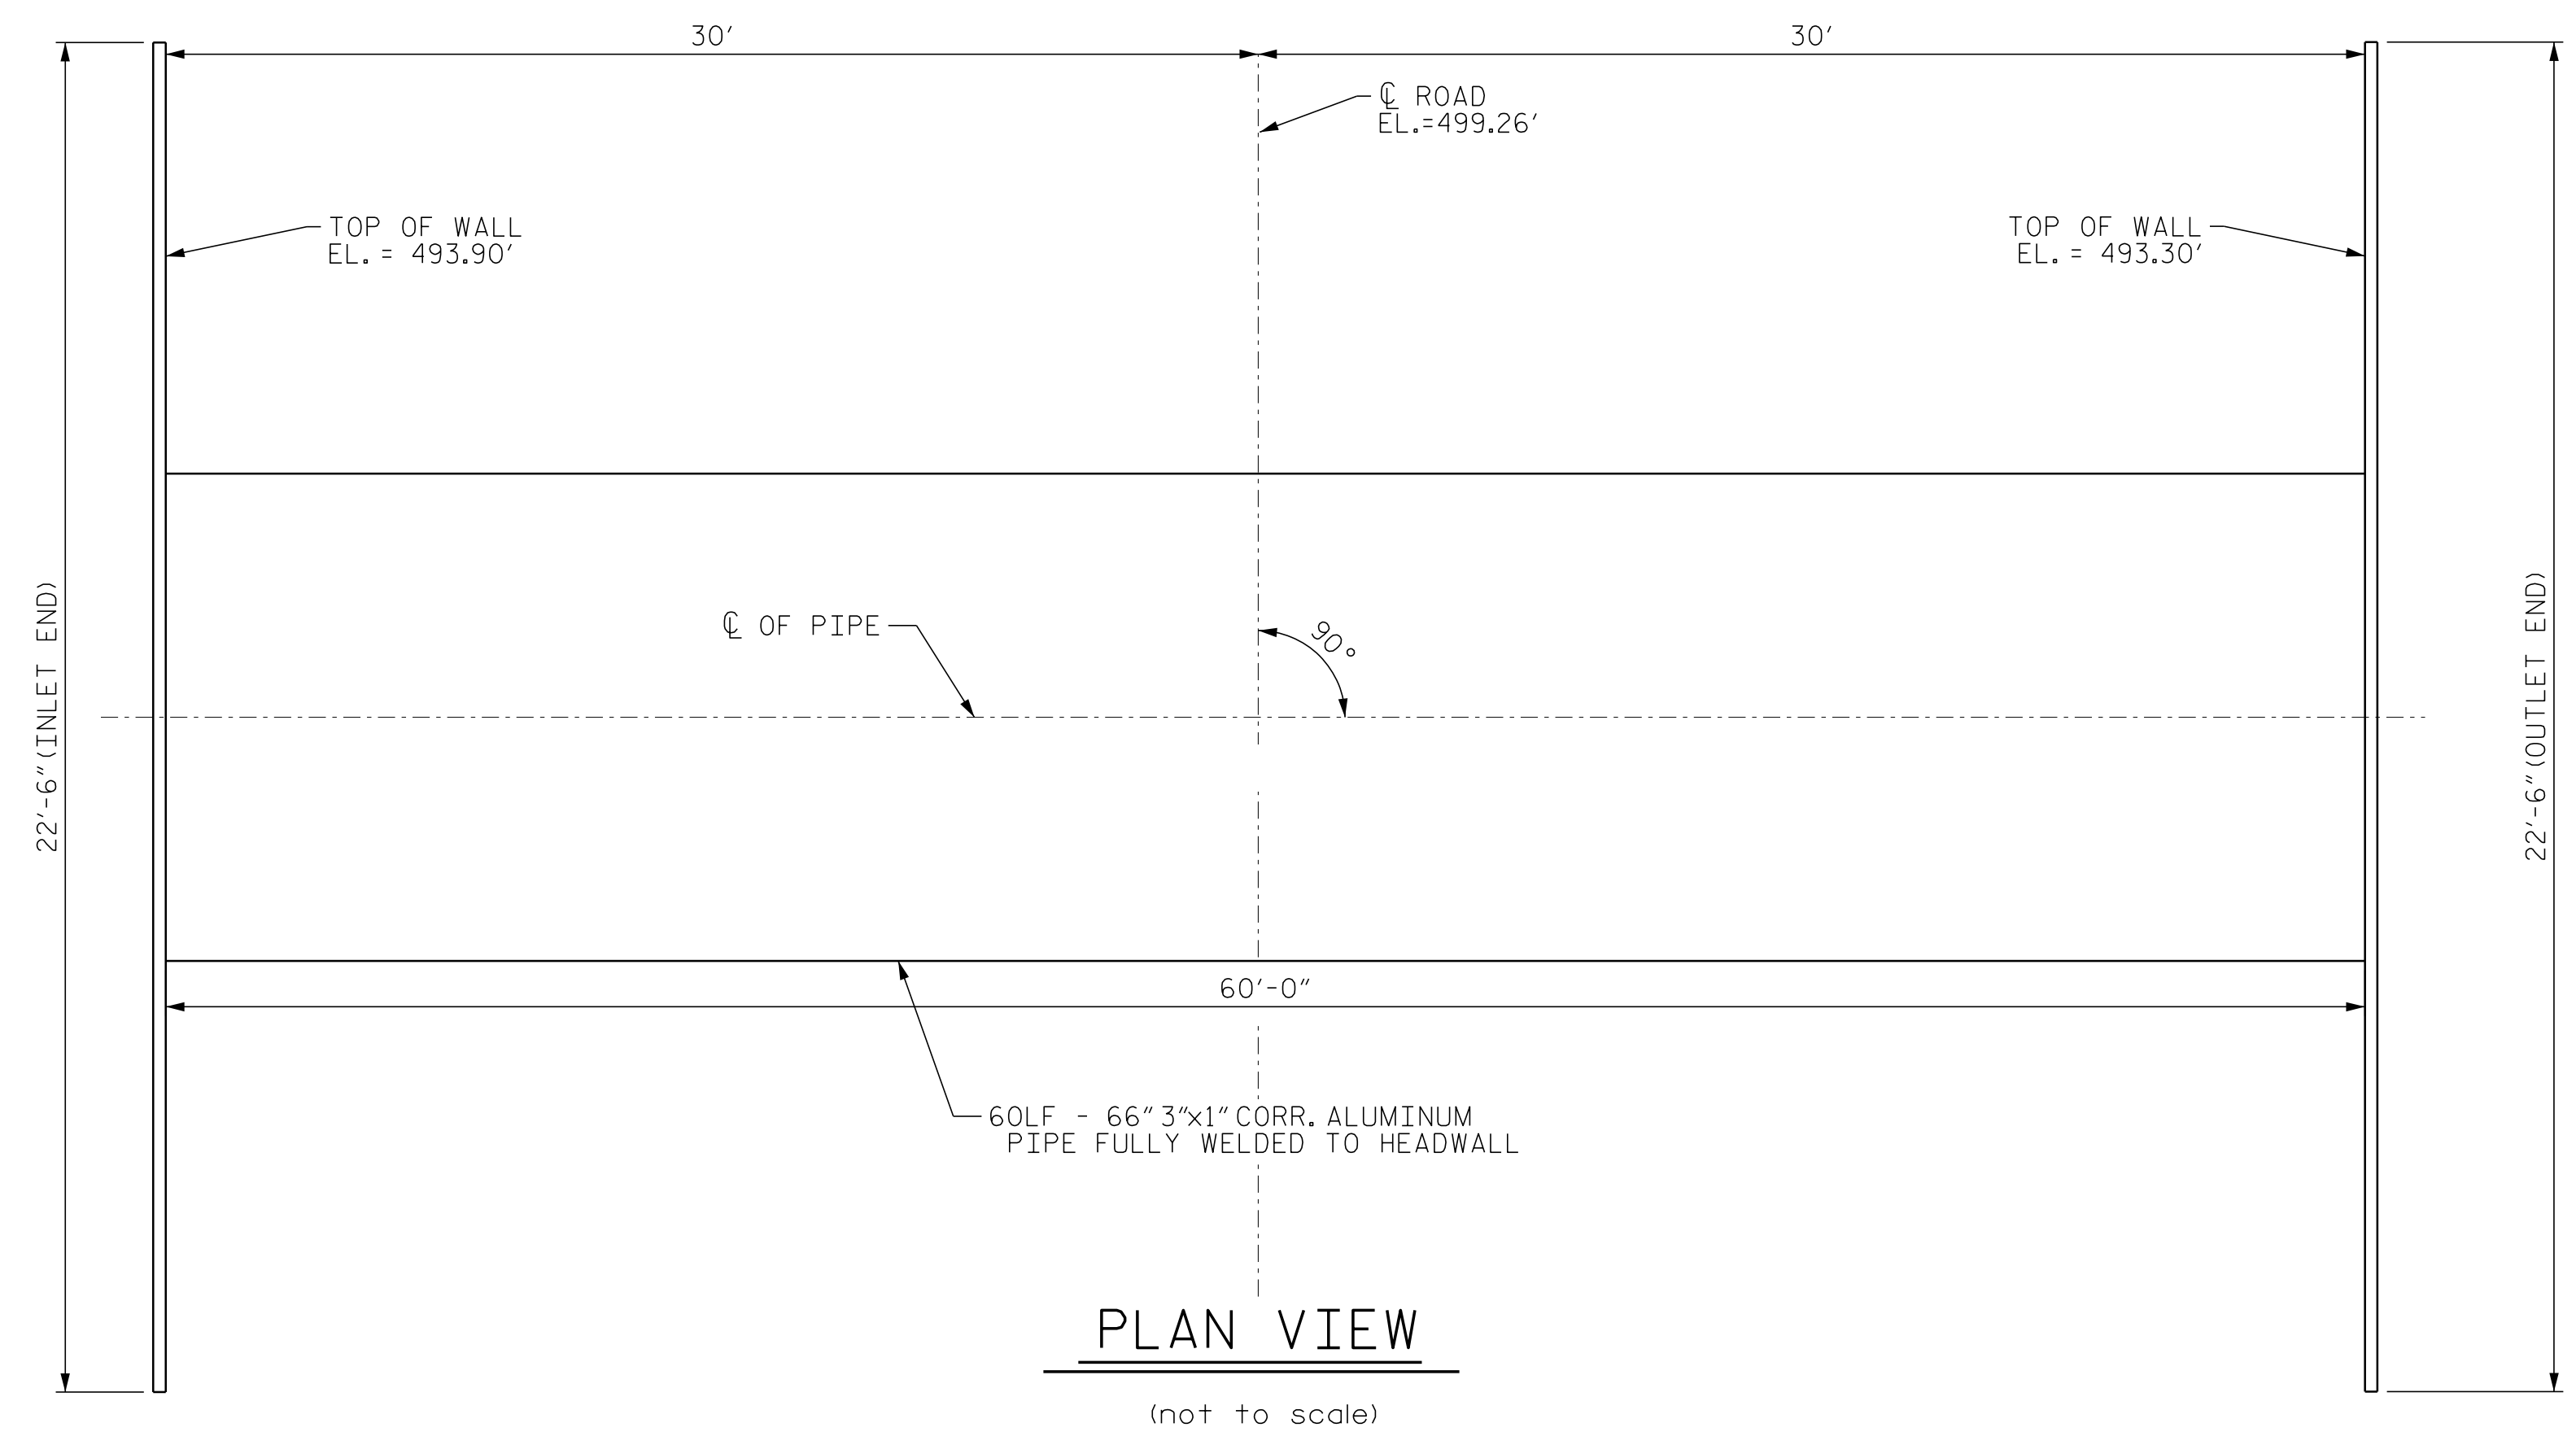 30'
30'
℄ ROAD
EL.=499.26'
TOP OF WALL
EL. = 493.90'
TOP OF WALL
EL. = 493.30'
22'-6"(INLET END)
℄ OF PIPE
90°
22'-6"(OUTLET END)
60'-0"
60LF - 66"3"x1" CORR. ALUMINUM
PIPE FULLY WELDED TO HEADWALL
PLAN VIEW
(not to scale)